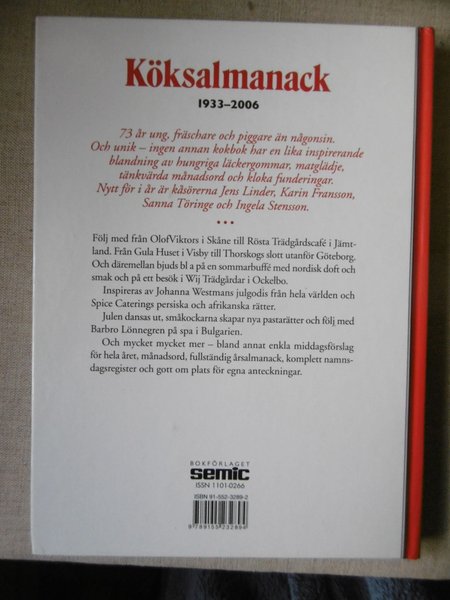 Köksalmanack
1933–2006
73 år ung, fräschare och piggare än någonsin.
Och unik – ingen annan kokbok har en lika inspirerande
blandning av hungriga läckergommar, matglädje,
tänkvärda månadsord och kloka funderingar.
Nytt för i år är kåsörerna Jens Linder, Karin Fransson,
Sanna Töringe och Ingela Stensson.
• • •
Följ med från OlofViktors i Skåne till Rösta Trädgårdscafé i Jämt-
land. Från Gula Huset i Visby till Thorskogs slott utanför Göteborg.
Och däremellan bjuds bl a på en sommarbuffé med nordisk doft och
smak och på ett besök i Wij Trädgårdar i Ockelbo.
Inspireras av Johanna Westmans julgodis från hela världen och
Spice Caterings persiska och afrikanska rätter.
Julen dansas ut, småkockarna skapar nya pastarätter och följ med
Barbro Lönnegren på spa i Bulgarien.
Och mycket mycket mer – bland annat enkla middagsförslag
för hela året, månadsord, fullständig årsalmanack, komplett namns-
dagsregister och gott om plats för egna anteckningar.
BOKFÖRLAGET
semic
ISSN 1101-0266
ISBN 91-552-3289-2
9789155232894